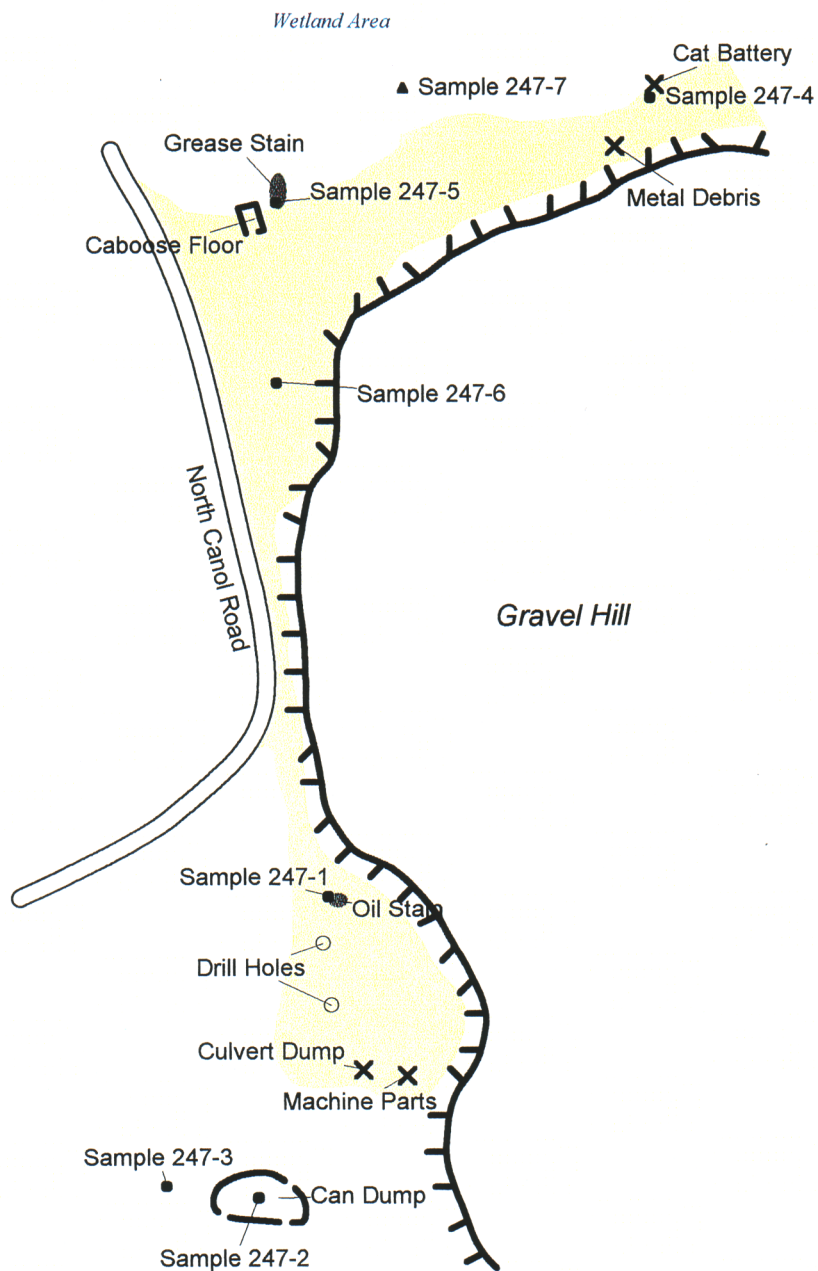 Wetland Area
Cat Battery
Sample 247-7
Sample 247-4
Grease Stain
Sample 247-5
Metal Debris
Caboose Floor
Sample 247-6
North Canol Road
Gravel Hill
Sample 247-1
Oil Stain
Drill Holes
Culvert Dump
Machine Parts
Sample 247-3
Can Dump
Sample 247-2